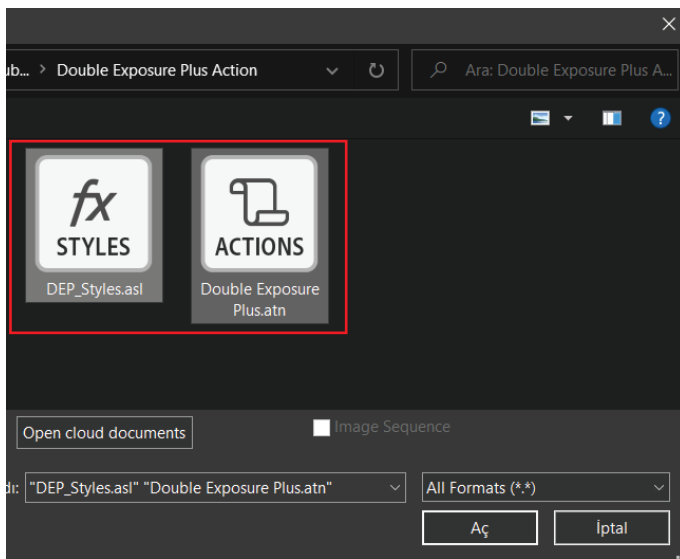 ub... > Double Exposure Plus Action
Ara: Double Exposure Plus A...
?
fx
STYLES
ACTIONS
DEP_Styles.asl
Double Exposure
Plus.atn
Open cloud documents
Image Sequence
dı: "DEP_Styles.asl" "Double Exposure Plus.atn"
All Formats (*.*)
Aç
İptal